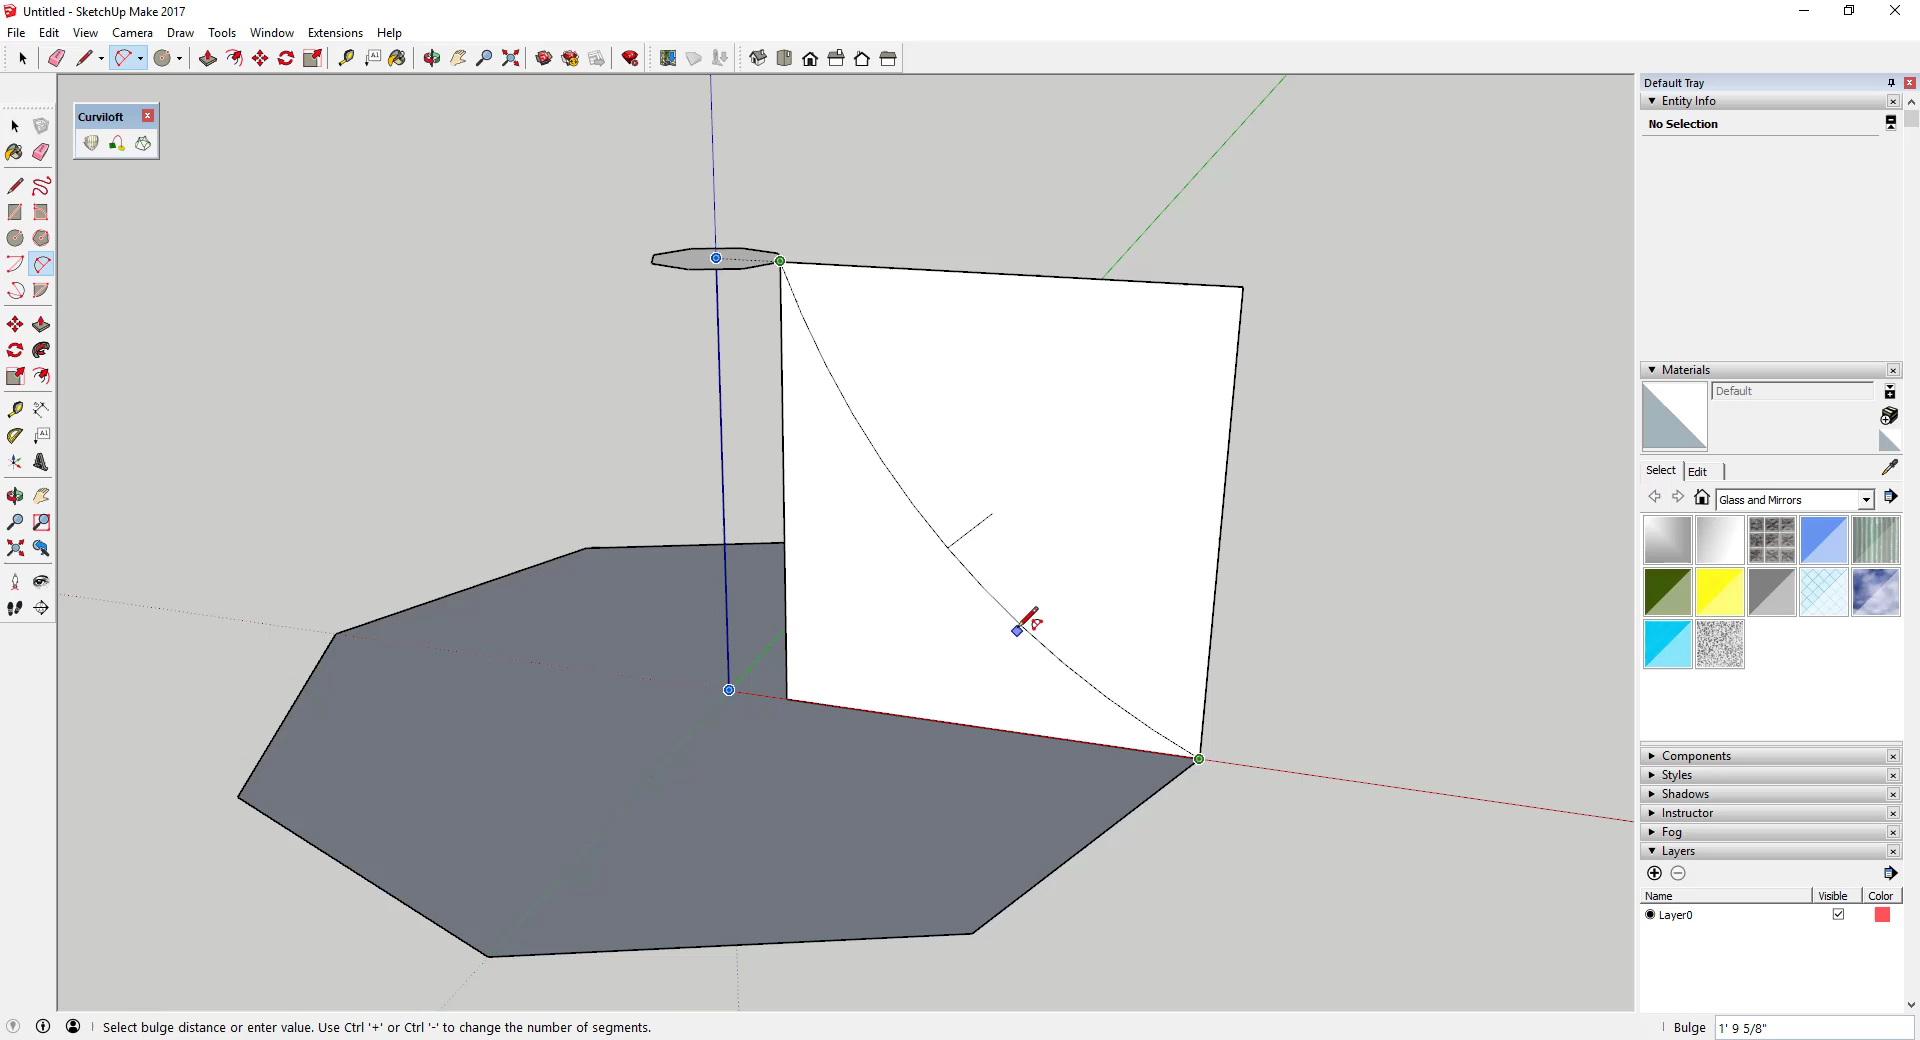 Untitled - SketchUp Make 2017
File Edit View Camera Draw Tools Window Extensions Help
Default Tray
Entity Info
No Selection
Curviloft
Materials
Default
Select Edit
Glass and Mirrors
Components
Styles
Shadows
Instructor
Fog
Layers
Name Visible Color
Layer0
Select bulge distance or enter value. Use Ctrl '+' or Ctrl '-' to change the number of segments.
Bulge 1' 9 5/8"